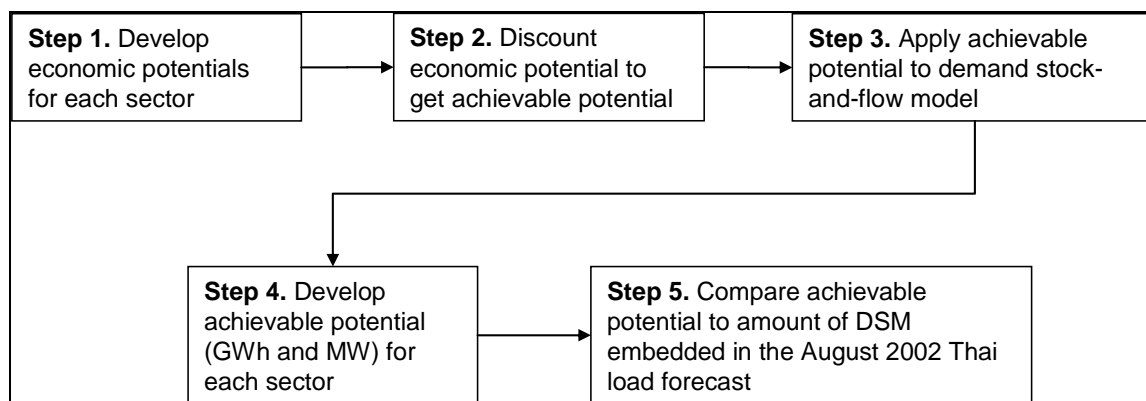 Step 1. Develop
economic potentials
for each sector
Step 2. Discount
economic potential to
get achievable potential
Step 3. Apply achievable
potential to demand stock-
and-flow model
Step 4. Develop
achievable potential
(GWh and MW) for
each sector
Step 5. Compare achievable
potential to amount of DSM
embedded in the August 2002 Thai
load forecast